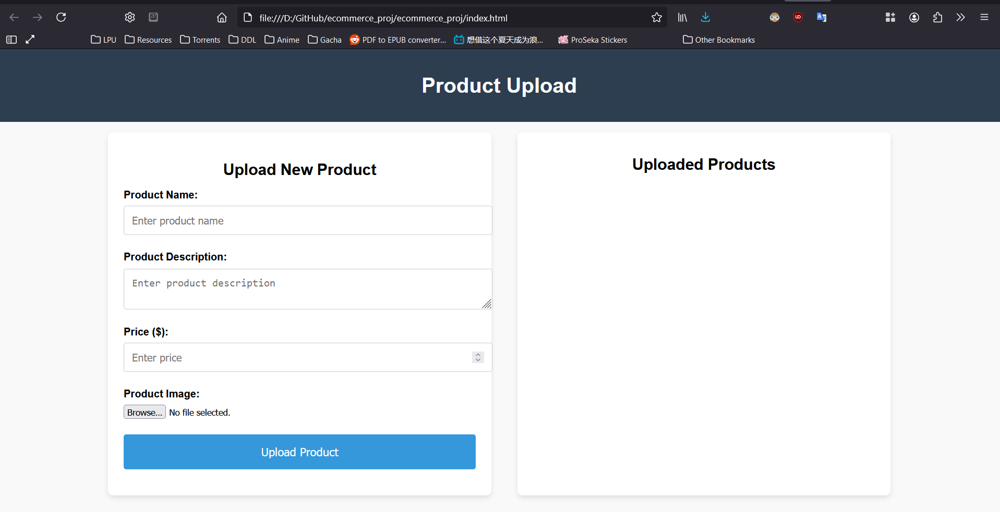 file:///D:/GitHub/ecommerce_proj/ecommerce_proj/index.html
LPU Resources Torrents DDL Anime Gacha PDF to EPUB converter... 想借这个夏天成为浪... ProSeka Stickers Other Bookmarks
Product Upload
Upload New Product
Product Name:
Enter product name
Product Description:
Enter product description
Price ($):
Enter price
Product Image:
Browse... No file selected.
Upload Product
Uploaded Products